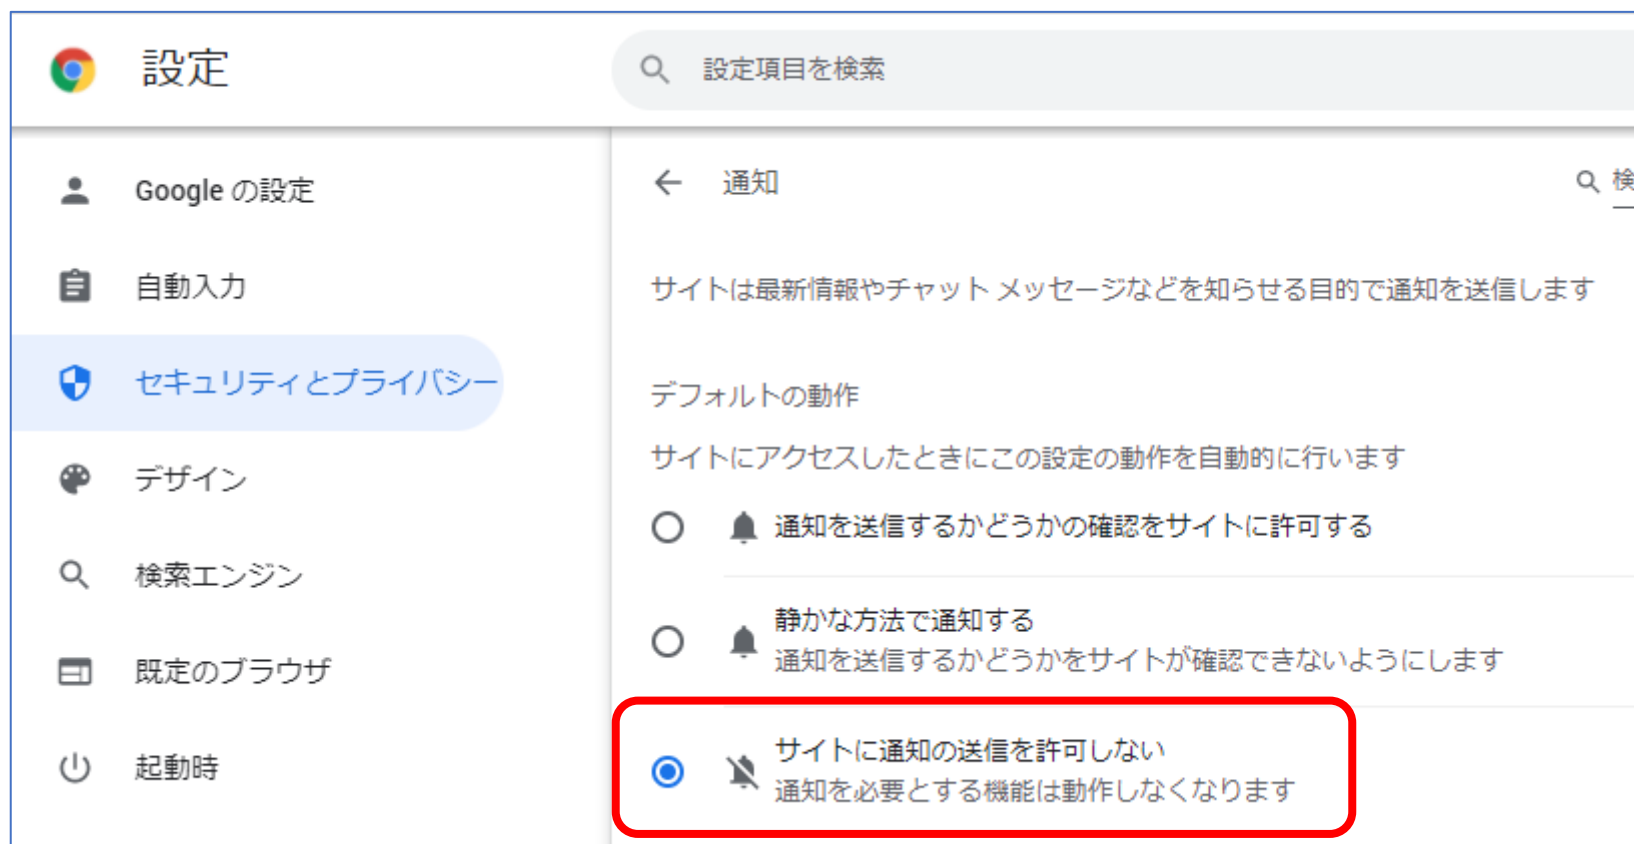 設定
設定項目を検索
Google の設定
自動入力
セキュリティとプライバシー
デザイン
検索エンジン
既定のブラウザ
起動時
通知
検
サイトは最新情報やチャット メッセージなどを知らせる目的で通知を送信します
デフォルトの動作
サイトにアクセスしたときにこの設定の動作を自動的に行います
通知を送信するかどうかの確認をサイトに許可する
静かな方法で通知する
通知を送信するかどうかをサイトが確認できないようにします
サイトに通知の送信を許可しない
通知を必要とする機能は動作しなくなります